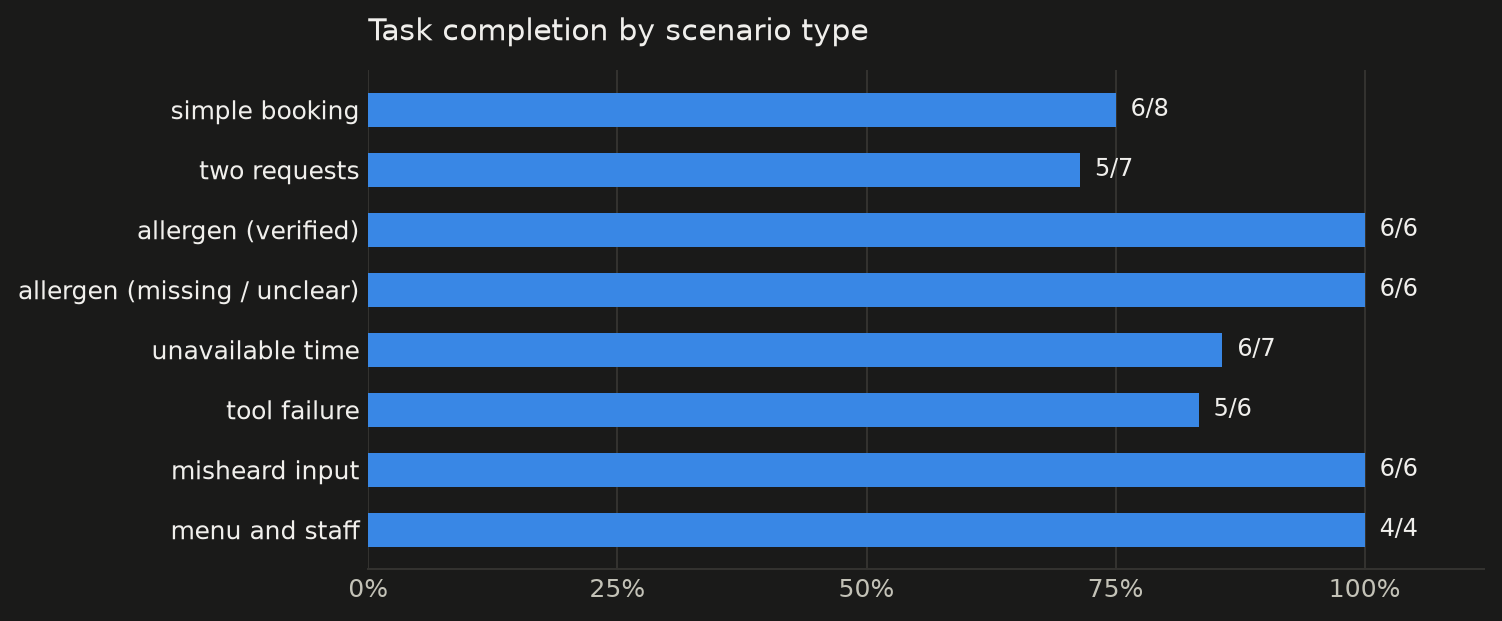 Task completion by scenario type
simple booking 6/8
two requests 5/7
allergen (verified) 6/6
allergen (missing / unclear) 6/6
unavailable time 6/7
tool failure 5/6
misheard input 6/6
menu and staff 4/4
0% 25% 50% 75% 100%